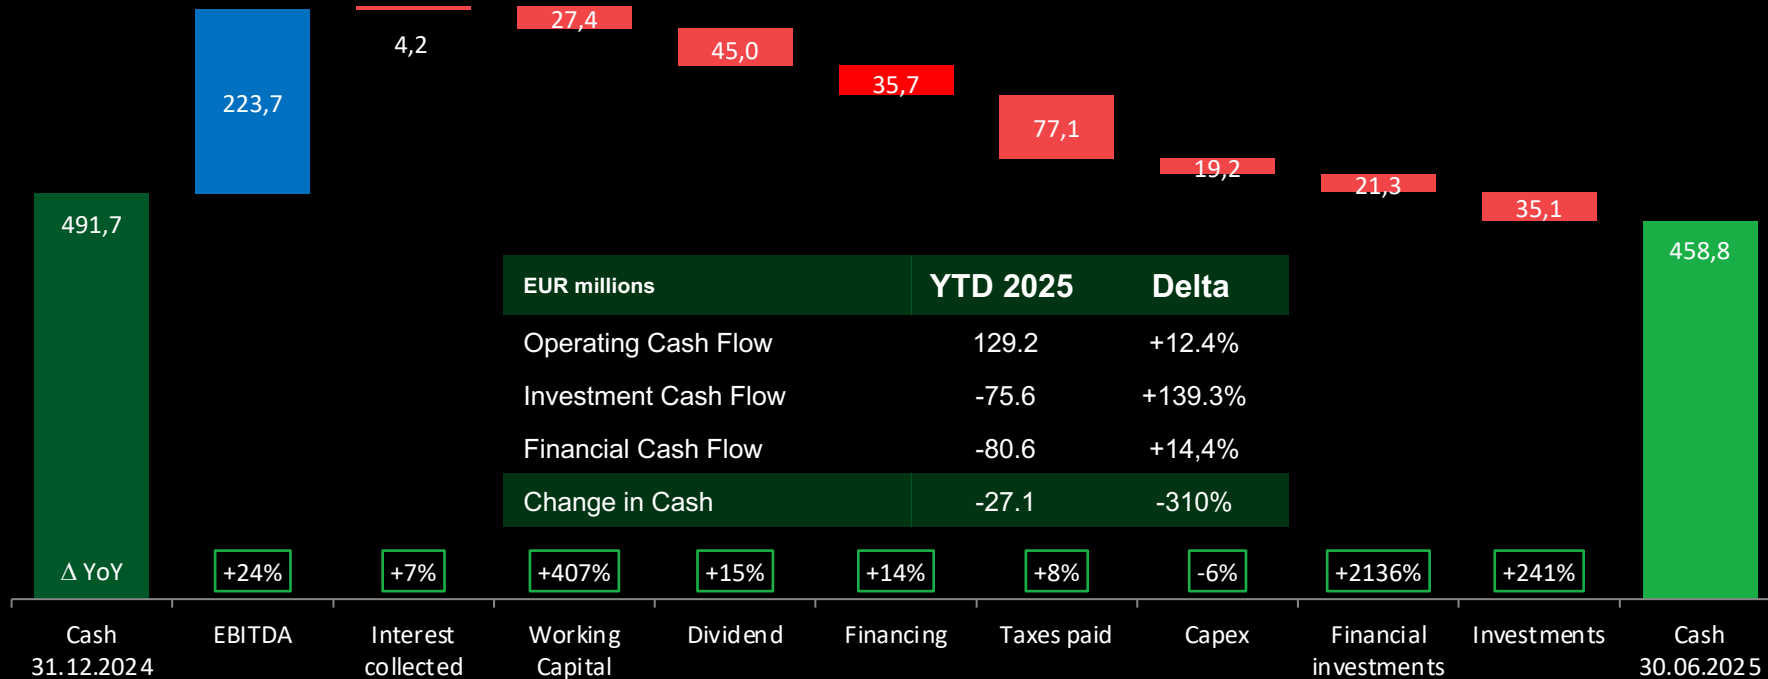 4,2
27,4
45,0
35,7
77,1
19,2
21,3
35,1
223,7
491,7
458,8
EUR millions YTD 2025 Delta
Operating Cash Flow 129.2 +12.4%
Investment Cash Flow -75.6 +139.3%
Financial Cash Flow -80.6 +14,4%
Change in Cash -27.1 -310%
Δ YoY +24% +7% +407% +15% +14% +8% -6% +2136% +241%
Cash
31.12.2024
EBITDA
Interest
collected
Working
Capital
Dividend
Financing
Taxes paid
Capex
Financial
investments
Investments
Cash
30.06.2025